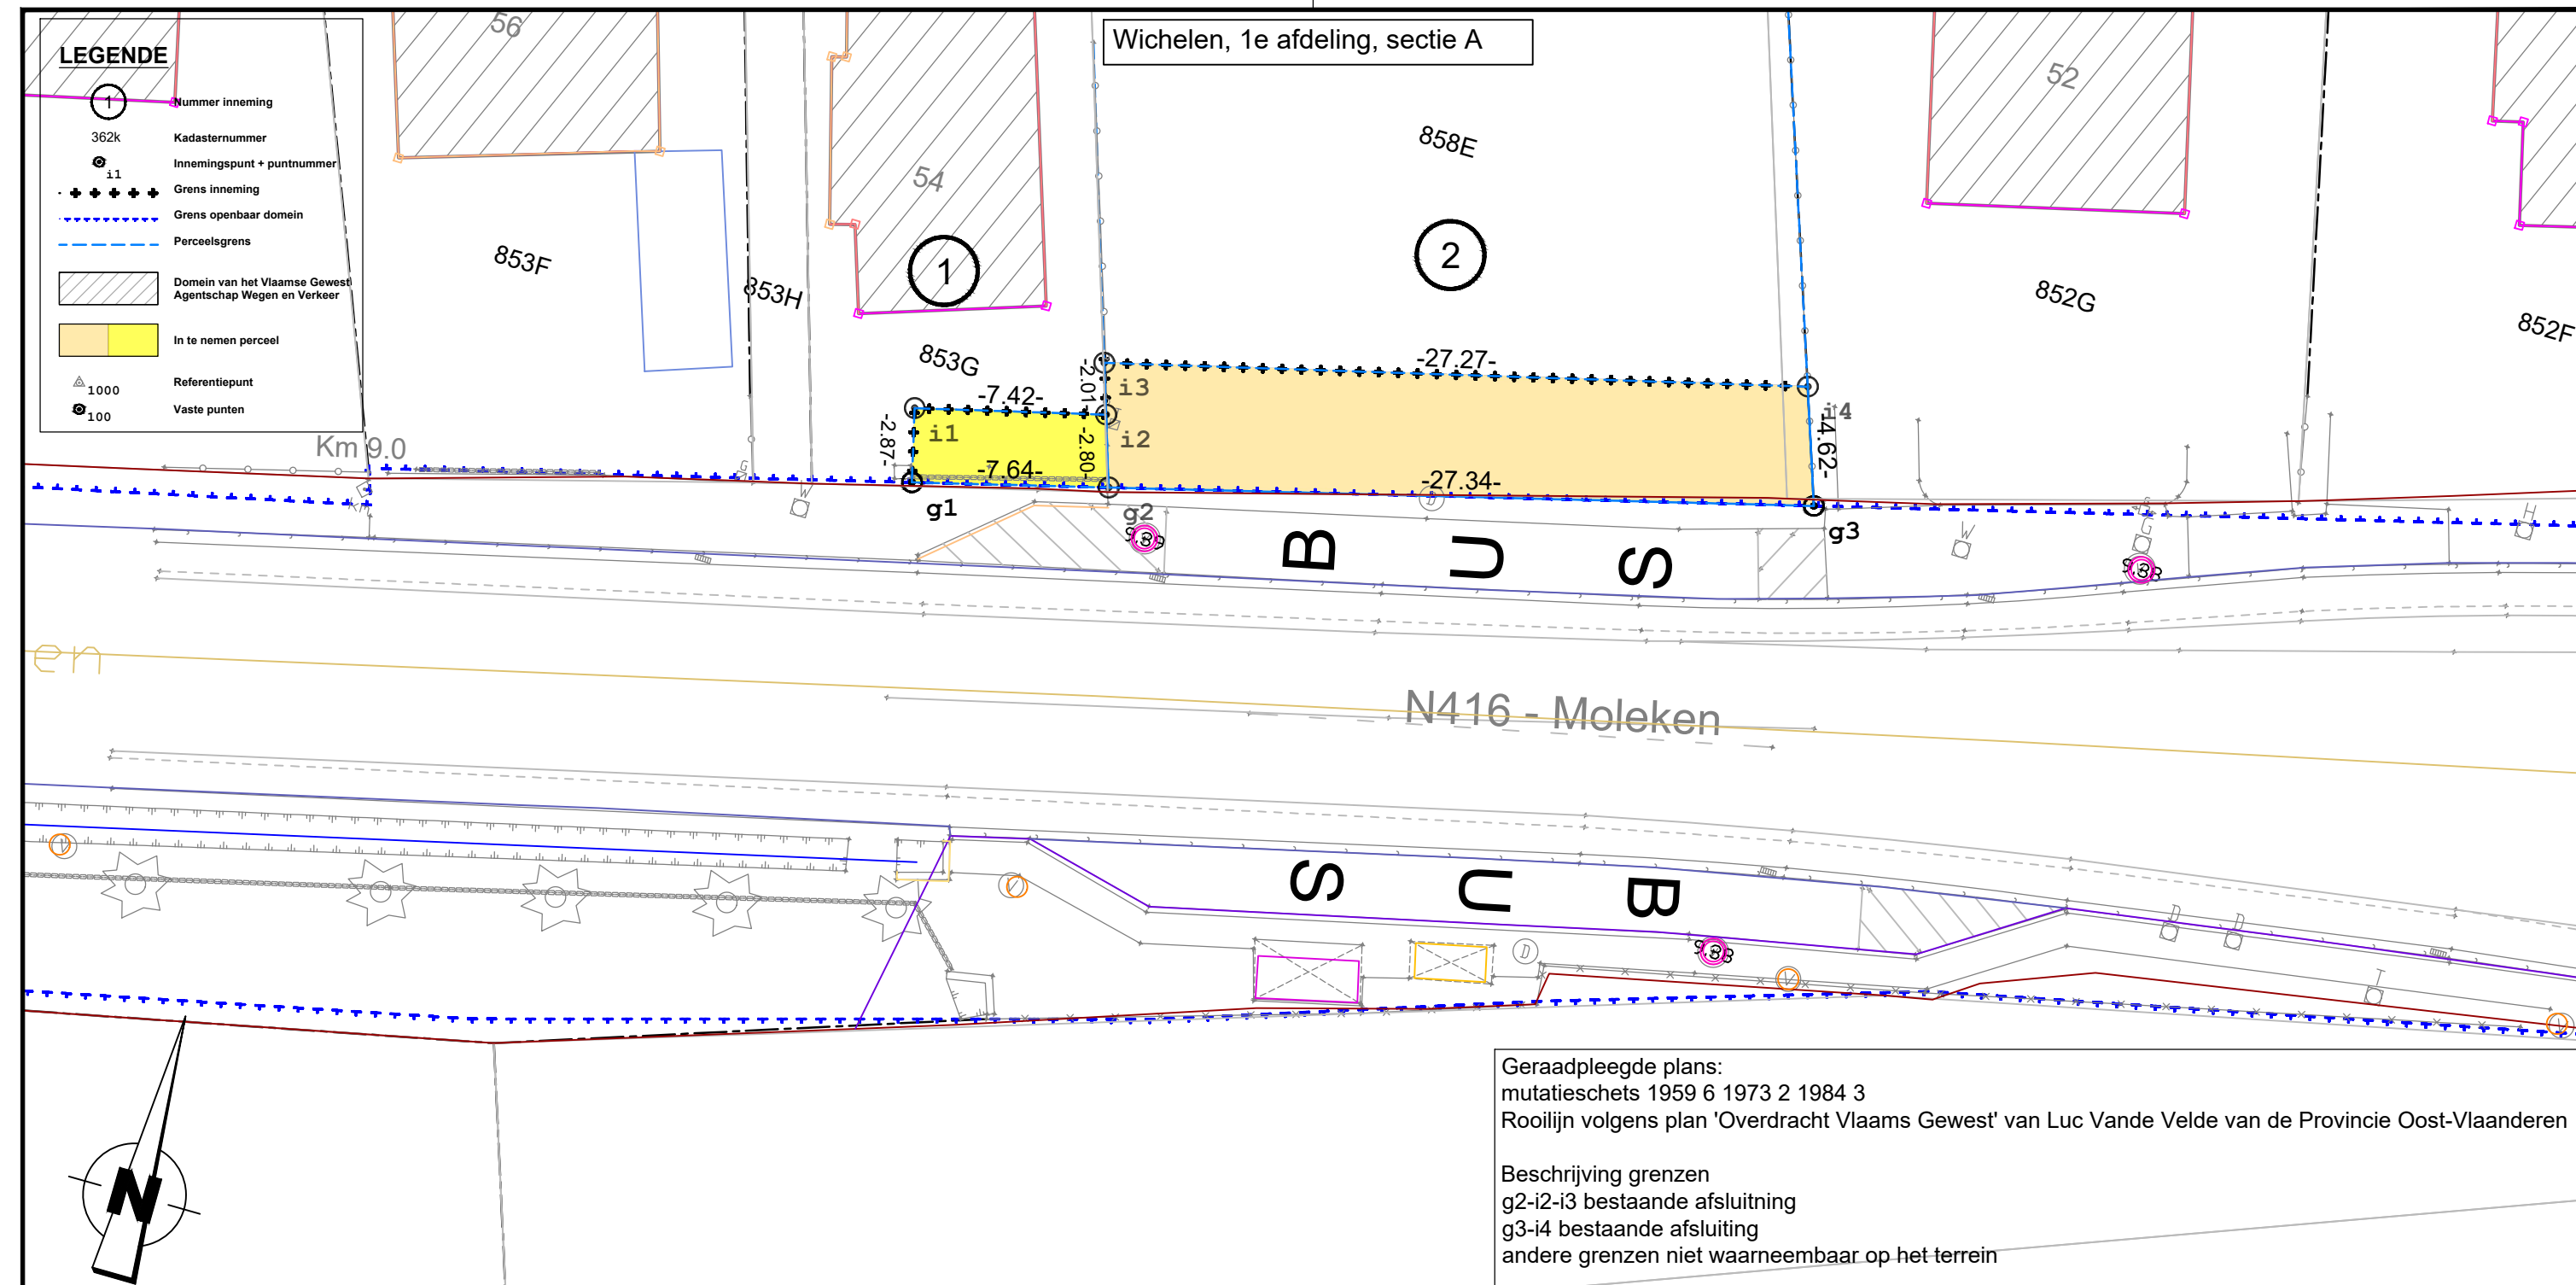 LEGENDE
1 Nummer inneming
362k Kadasternummer
i1 Innemingspunt + puntnummer
Grens inneming
Grens openbaar domein
Perceelsgrens
Domein van het Vlaamse Gewest
Agentschap Wegen en Verkeer
In te nemen perceel
1000 Referentiepunt
100 Vaste punten
Wichelen, 1e afdeling, sectie A
56
54
52
858E
853F
853H
853G
852G
852F
1
2
Km 9.0
-27.27-
-2.01-
i3
-7.42-
i1
i2
i4
-2.87-
-2.80-
-4.62-
-7.64-
-27.34-
g1
g2
g3
W
W
H
D
BUS
en
N416 - Moleken
BUS
D
D
D
T
N
Geraadpleegde plans:
mutatieschets 1959 6 1973 2 1984 3
Rooilijn volgens plan 'Overdracht Vlaams Gewest' van Luc Vande Velde van de Provincie Oost-Vlaanderen
Beschrijving grenzen
g2-i2-i3 bestaande afsluitning
g3-i4 bestaande afsluiting
andere grenzen niet waarneembaar op het terrein